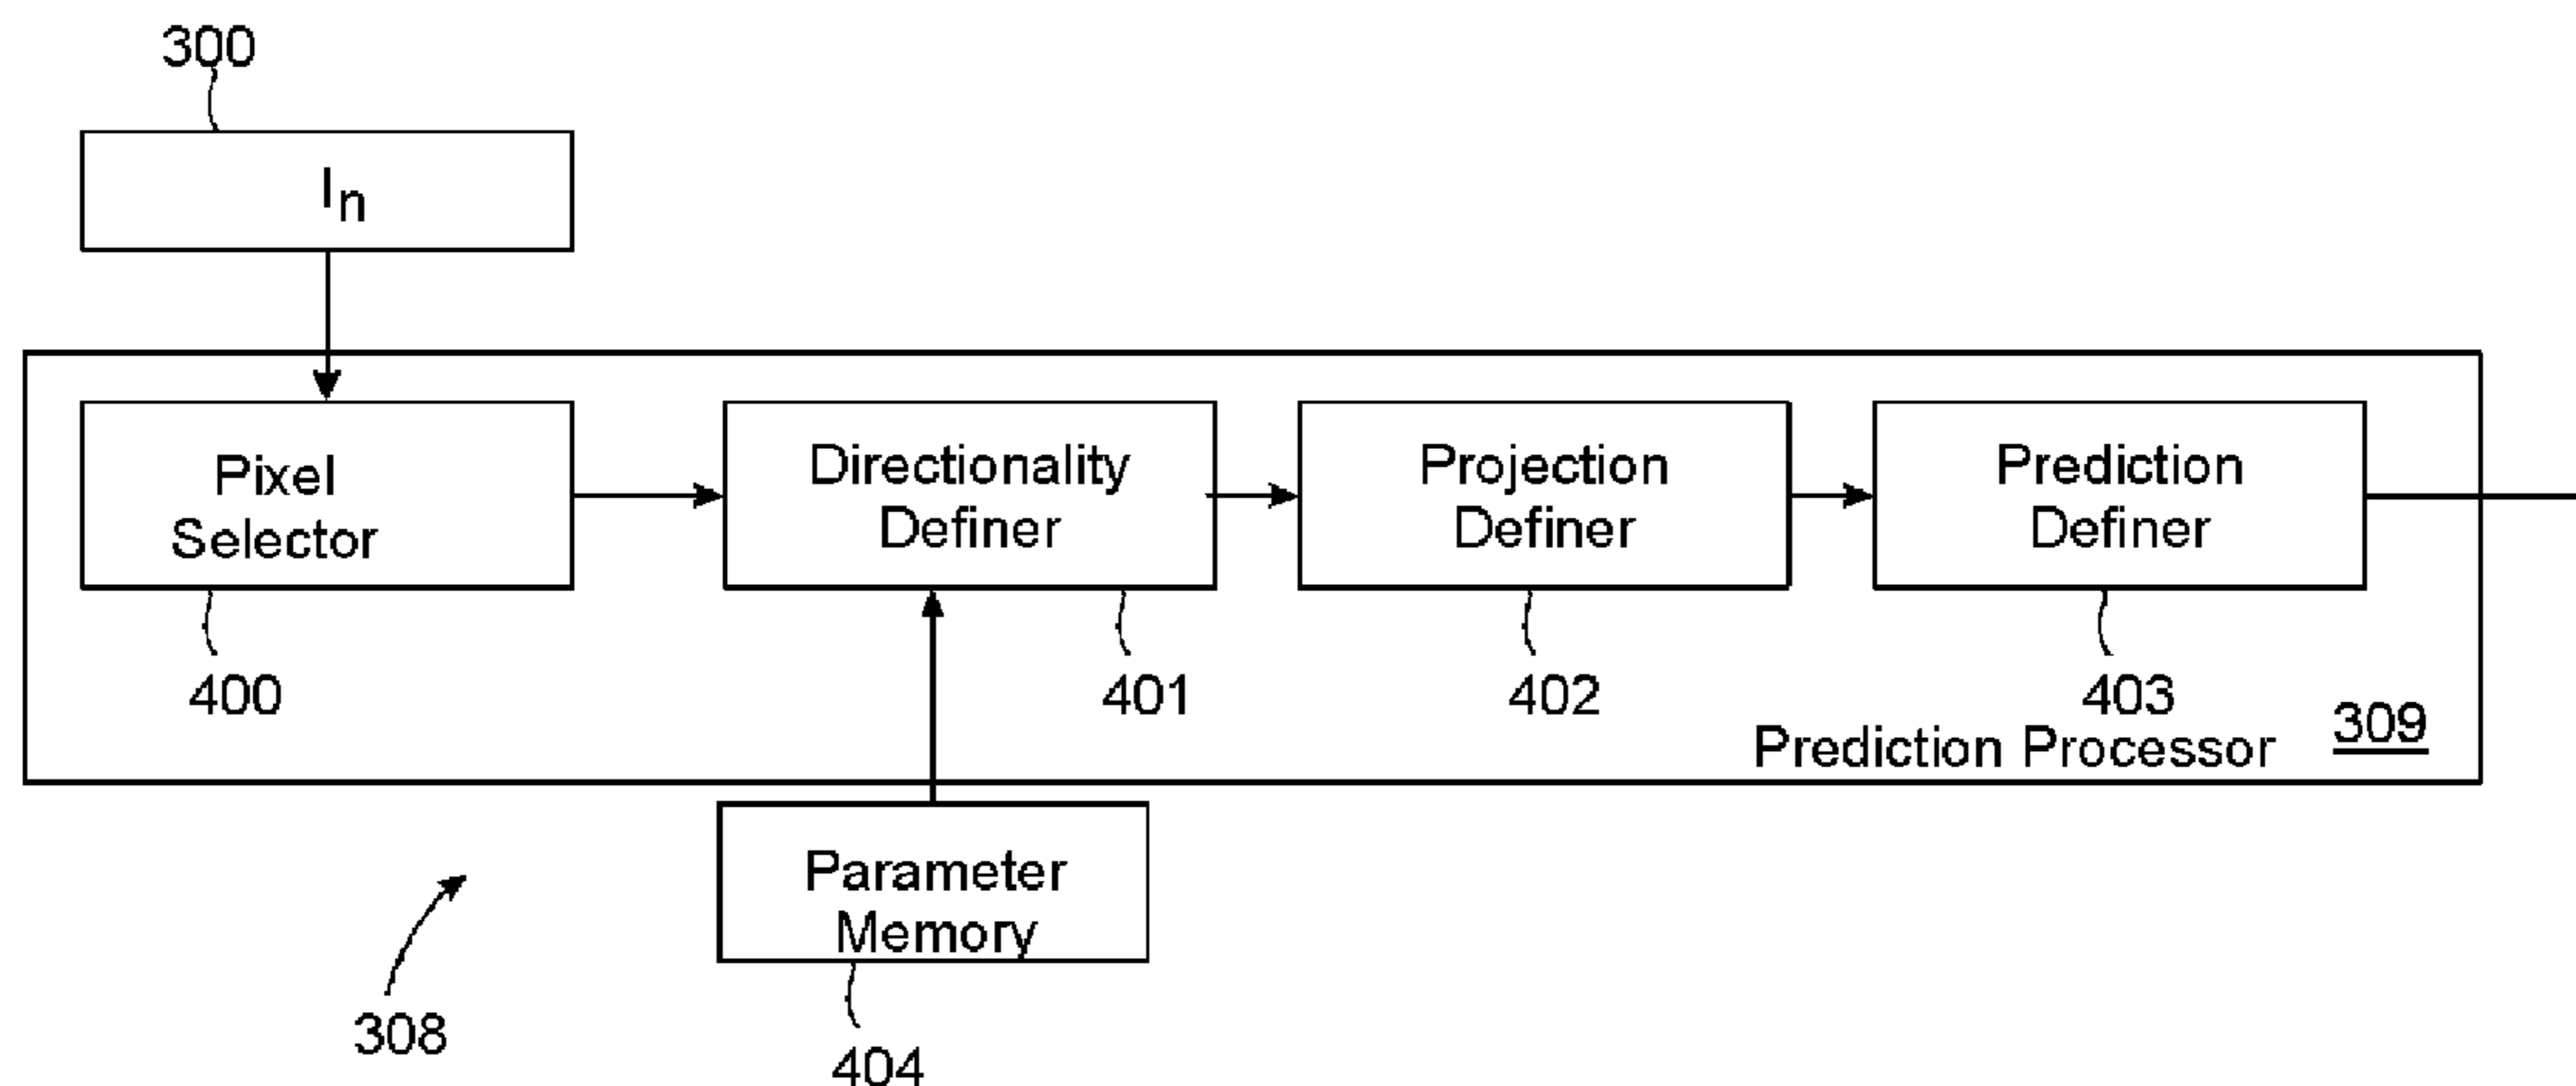 300
In
Pixel
Selector
Directionality
Definer
Projection
Definer
Prediction
Definer
400
401
402
403
Prediction Processor 309
Parameter
Memory
308
404